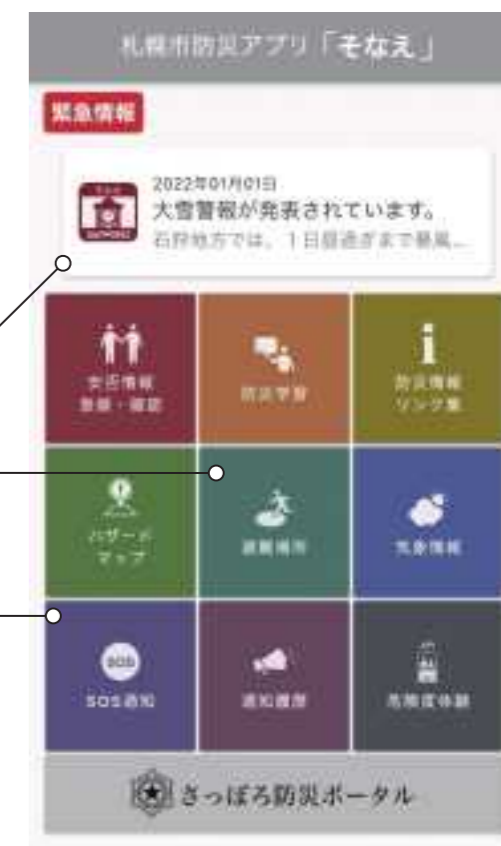 札幌市防災アプリ「そなえ」
緊急情報
2022年01月01日
大雪警報が発表されています。
石狩地方では、1日昼過ぎまで暴風…
安否情報
登録・確認
防災学習
防災情報
リンク集
ハザード
マップ
避難場所
気象情報
SOS
SOS通知
通知履歴
危険度体験
さっぽろ防災ポータル